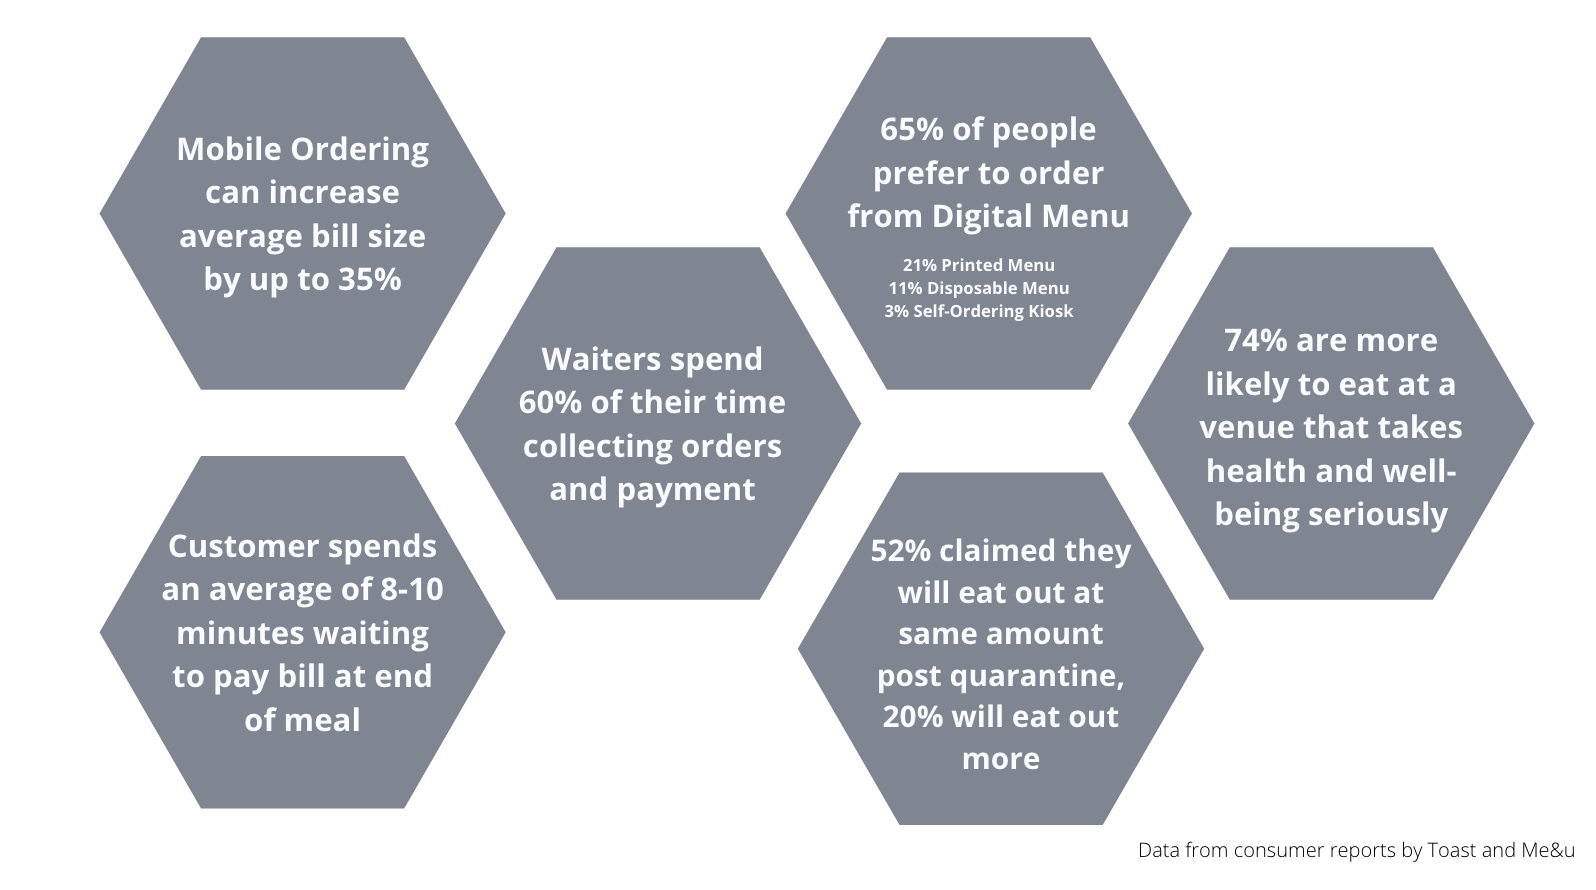 Mobile Ordering
can increase
average bill size
by up to 35%
65% of people
prefer to order
from Digital Menu
21% Printed Menu
11% Disposable Menu
3% Self-Ordering Kiosk
Waiters spend
60% of their time
collecting orders
and payment
74% are more
likely to eat at a
venue that takes
health and well-
being seriously
Customer spends
an average of 8-10
minutes waiting
to pay bill at end
of meal
52% claimed they
will eat out at
same amount
post quarantine,
20% will eat out
more
Data from consumer reports by Toast and Me&u